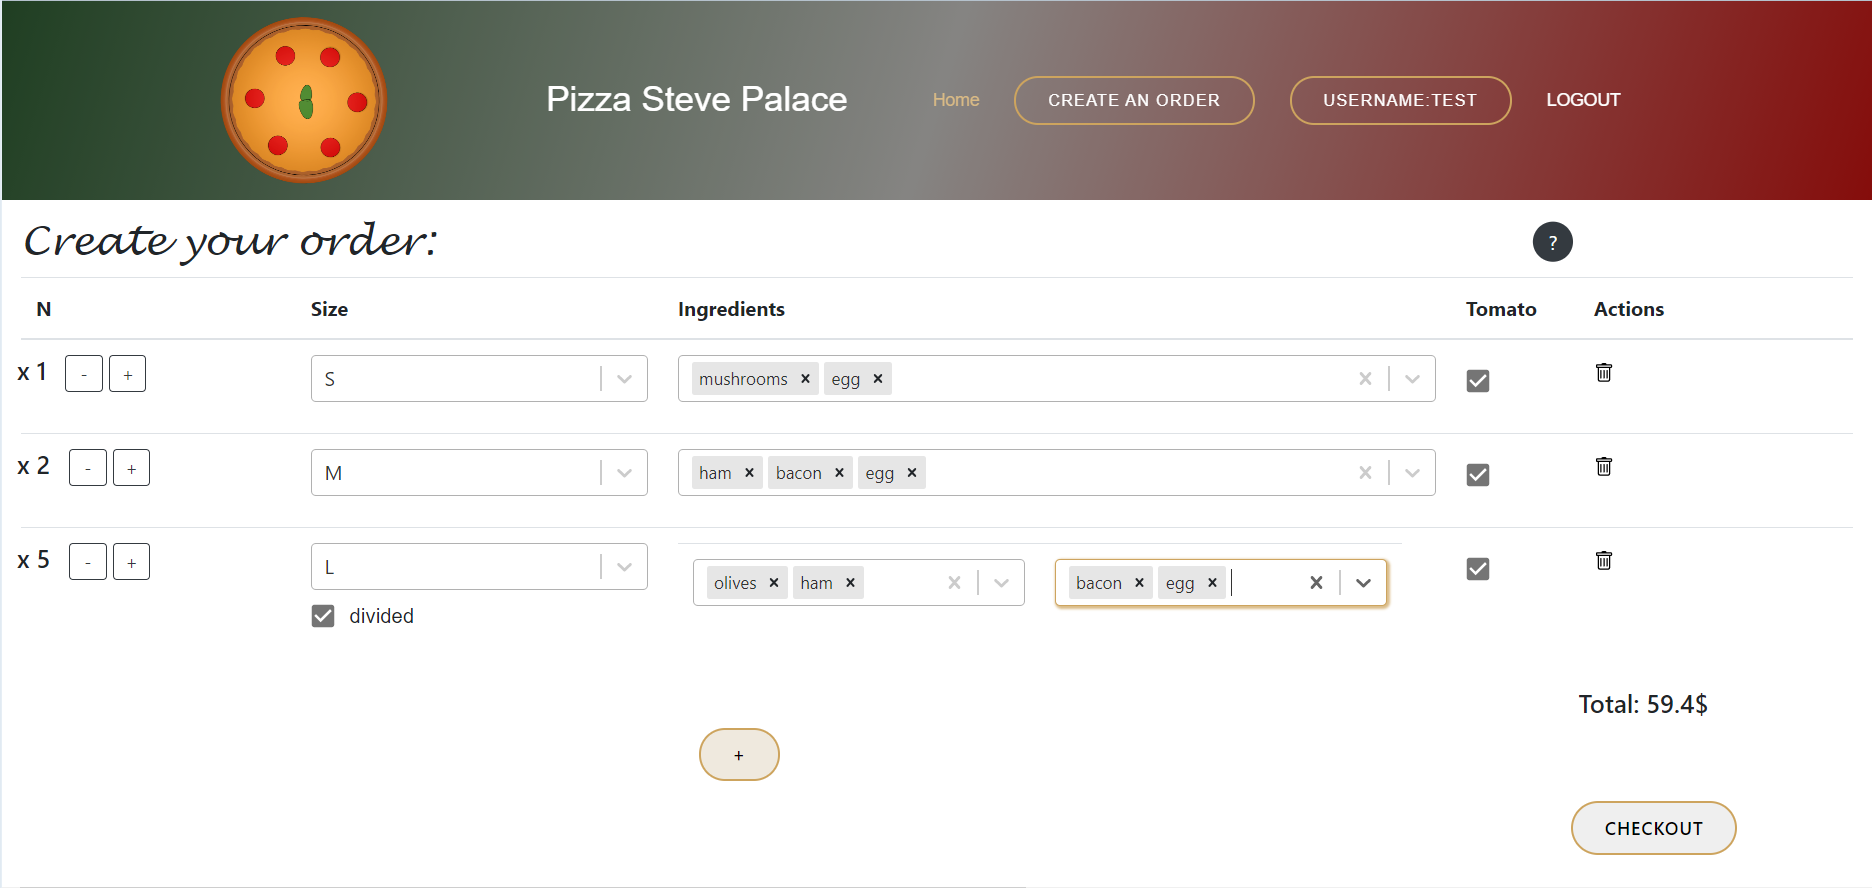 Pizza Steve Palace Home CREATE AN ORDER USERNAME:TEST LOGOUT
Create your order: ?
N Size Ingredients Tomato Actions
x 1 - + S mushrooms × egg ×
x 2 - + M ham × bacon × egg ×
x 5 - + L olives × ham × bacon × egg ×
divided
Total: 59.4$
+
CHECKOUT